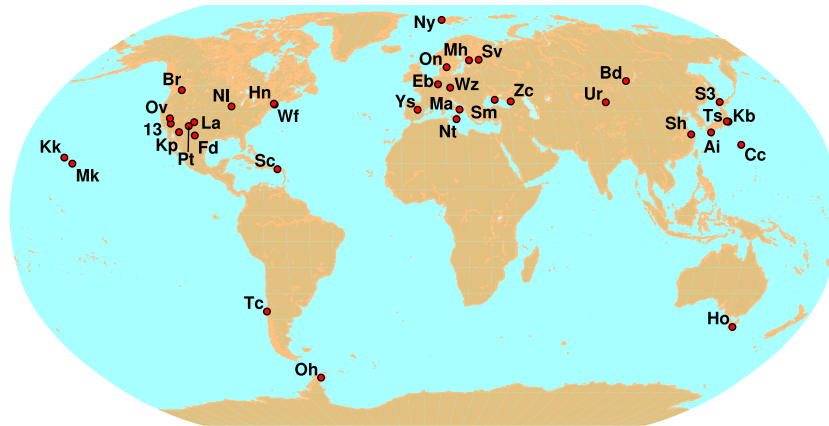 Ny
On
Mh
Sv
Br
Nl
Hn
Eb
Wz
Bd
Ov
Wf
Ys
Ma
Sm
Zc
Ur
S3
13
La
Nt
Ts
Kb
Kp
Pt
Fd
Sh
Ai
Kk
Mk
Sc
Cc
Tc
Ho
Oh